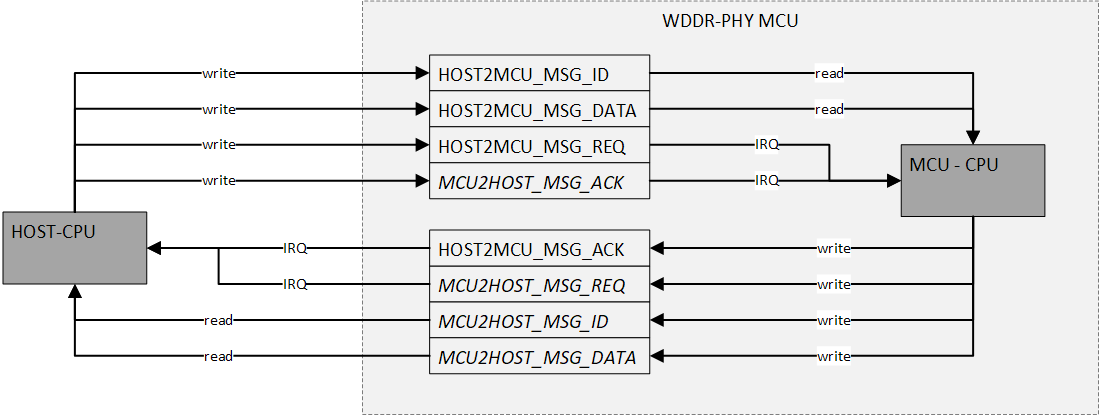 WDDR-PHY MCU
write
HOST2MCU_MSG_ID
read
write
HOST2MCU_MSG_DATA
read
write
HOST2MCU_MSG_REQ
IRQ
write
MCU2HOST_MSG_ACK
IRQ
MCU - CPU
HOST-CPU
IRQ
HOST2MCU_MSG_ACK
write
IRQ
MCU2HOST_MSG_REQ
write
read
MCU2HOST_MSG_ID
write
read
MCU2HOST_MSG_DATA
write